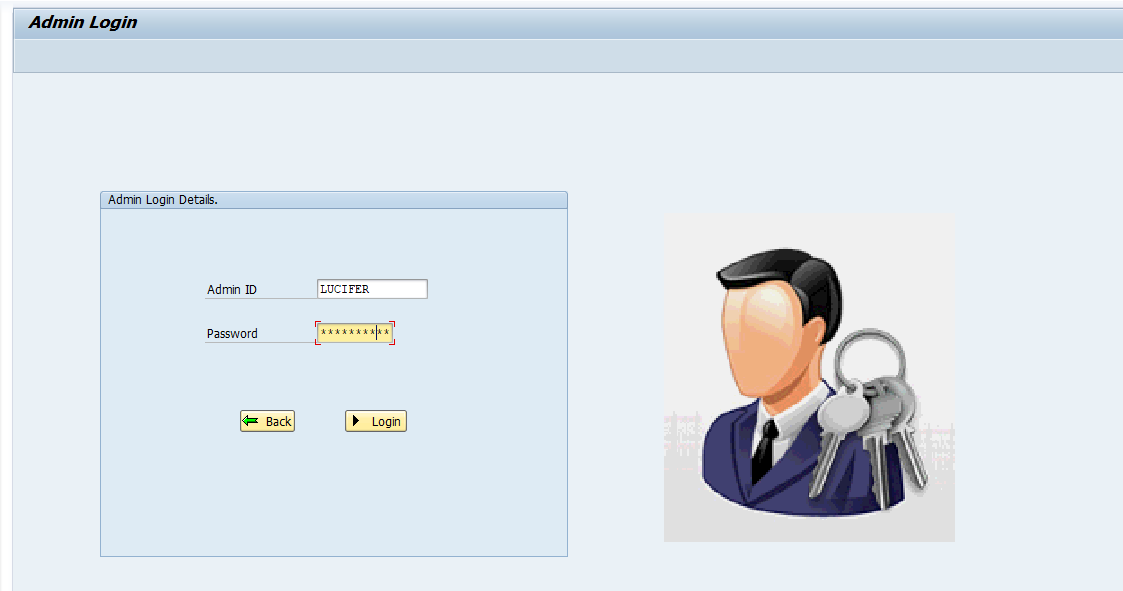 Admin Login
Admin Login Details.
Admin ID LUCIFER
Password **********
Back Login